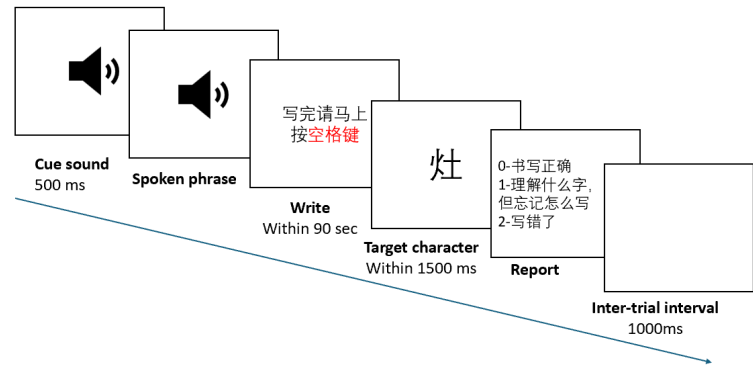 Cue sound
500 ms
Spoken phrase
写完请马上
按空格键
Write
Within 90 sec
灶
Target character
Within 1500 ms
0-书写正确
1-理解什么字,
但忘记怎么写
2-写错了
Report
Inter-trial interval
1000ms